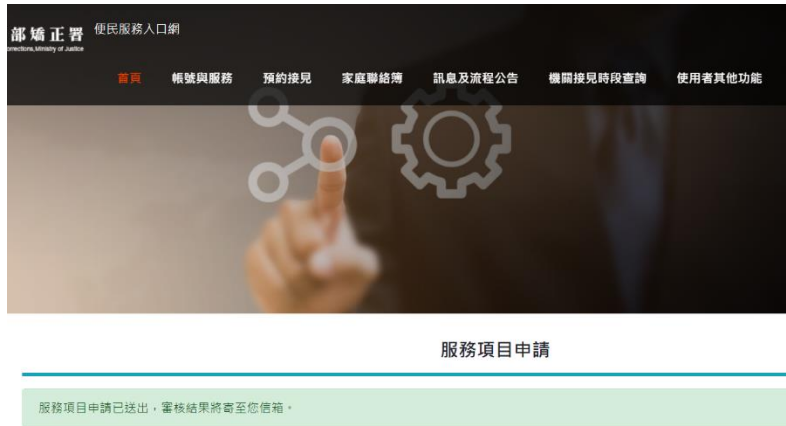 部矯正署
便民服務入口網
orrections,Ministry of Justice
首頁 帳號與服務 預約接見 家庭聯絡簿 訊息及流程公告 機關接見時段查詢 使用者其他功能
服務項目申請
服務項目申請已送出，審核結果將寄至您信箱。